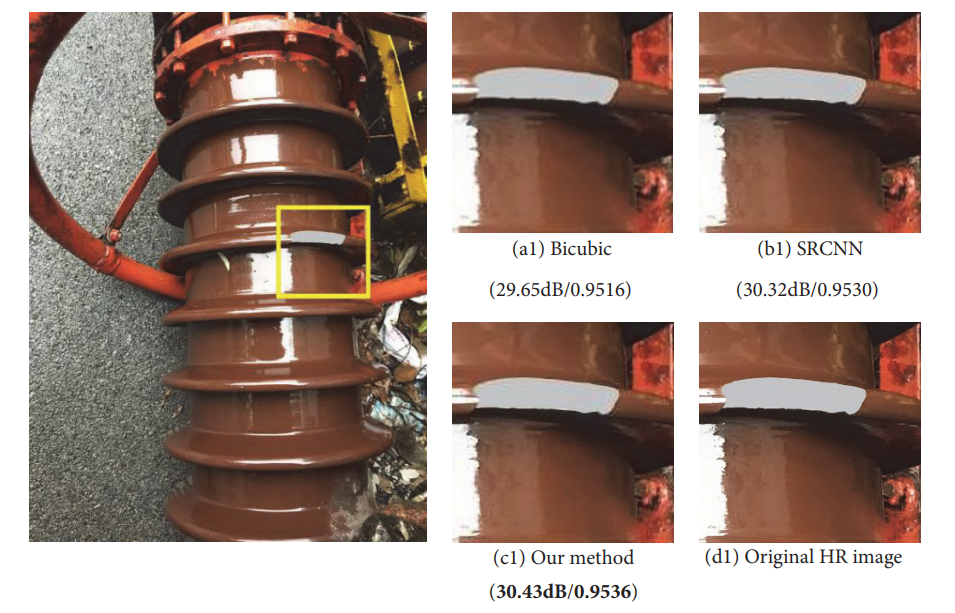 (a1) Bicubic
(29.65dB/0.9516)
(b1) SRCNN
(30.32dB/0.9530)
(c1) Our method
(30.43dB/0.9536)
(d1) Original HR image